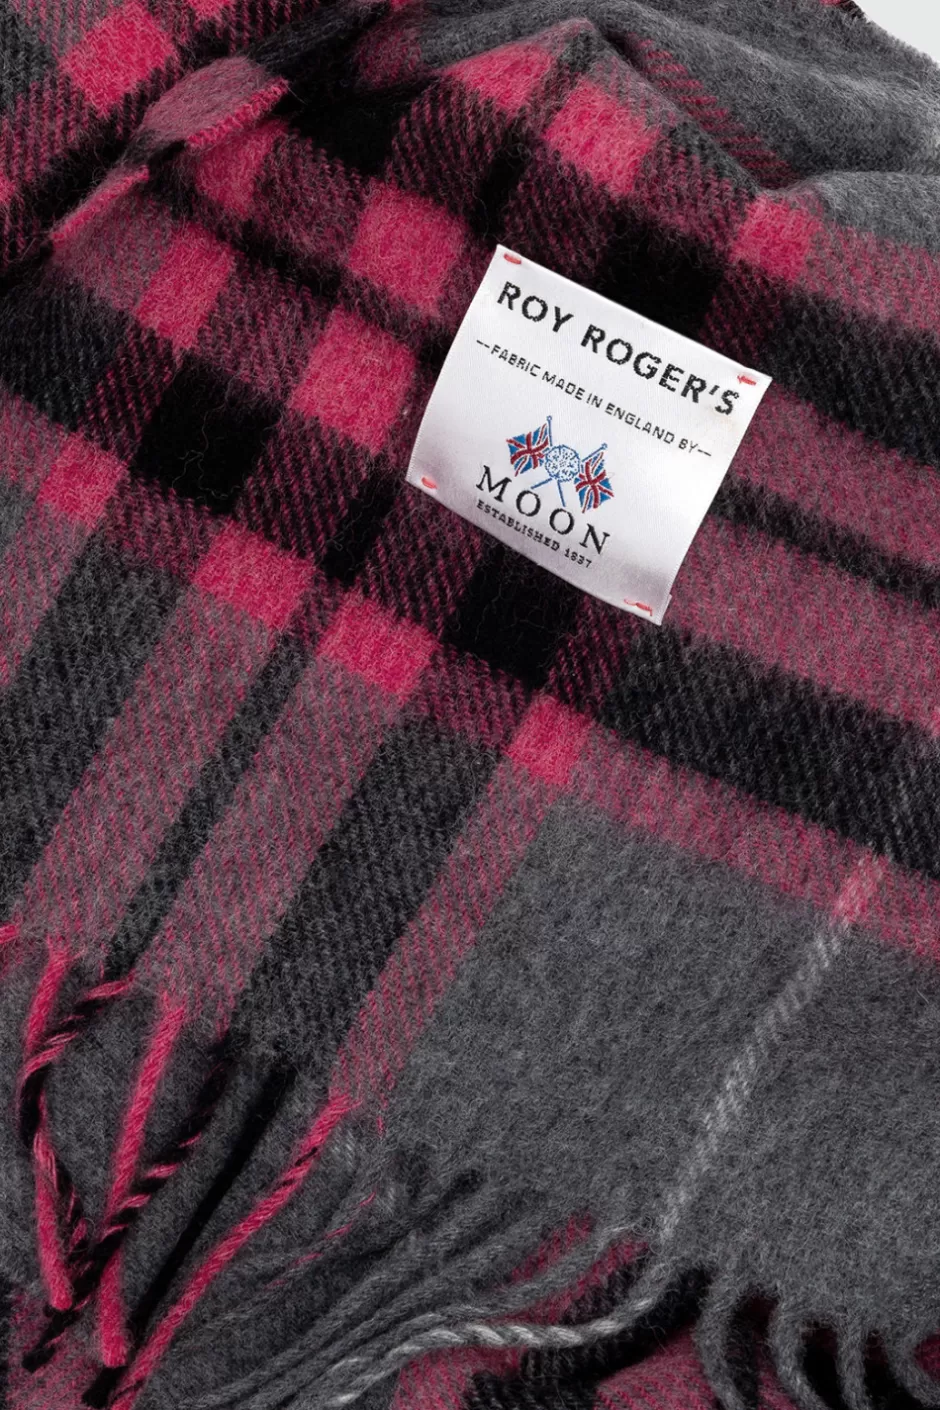 ROY ROGER'S
--FABRIC MADE IN ENGLAND BY--
MOON
ESTABLISHED 1837